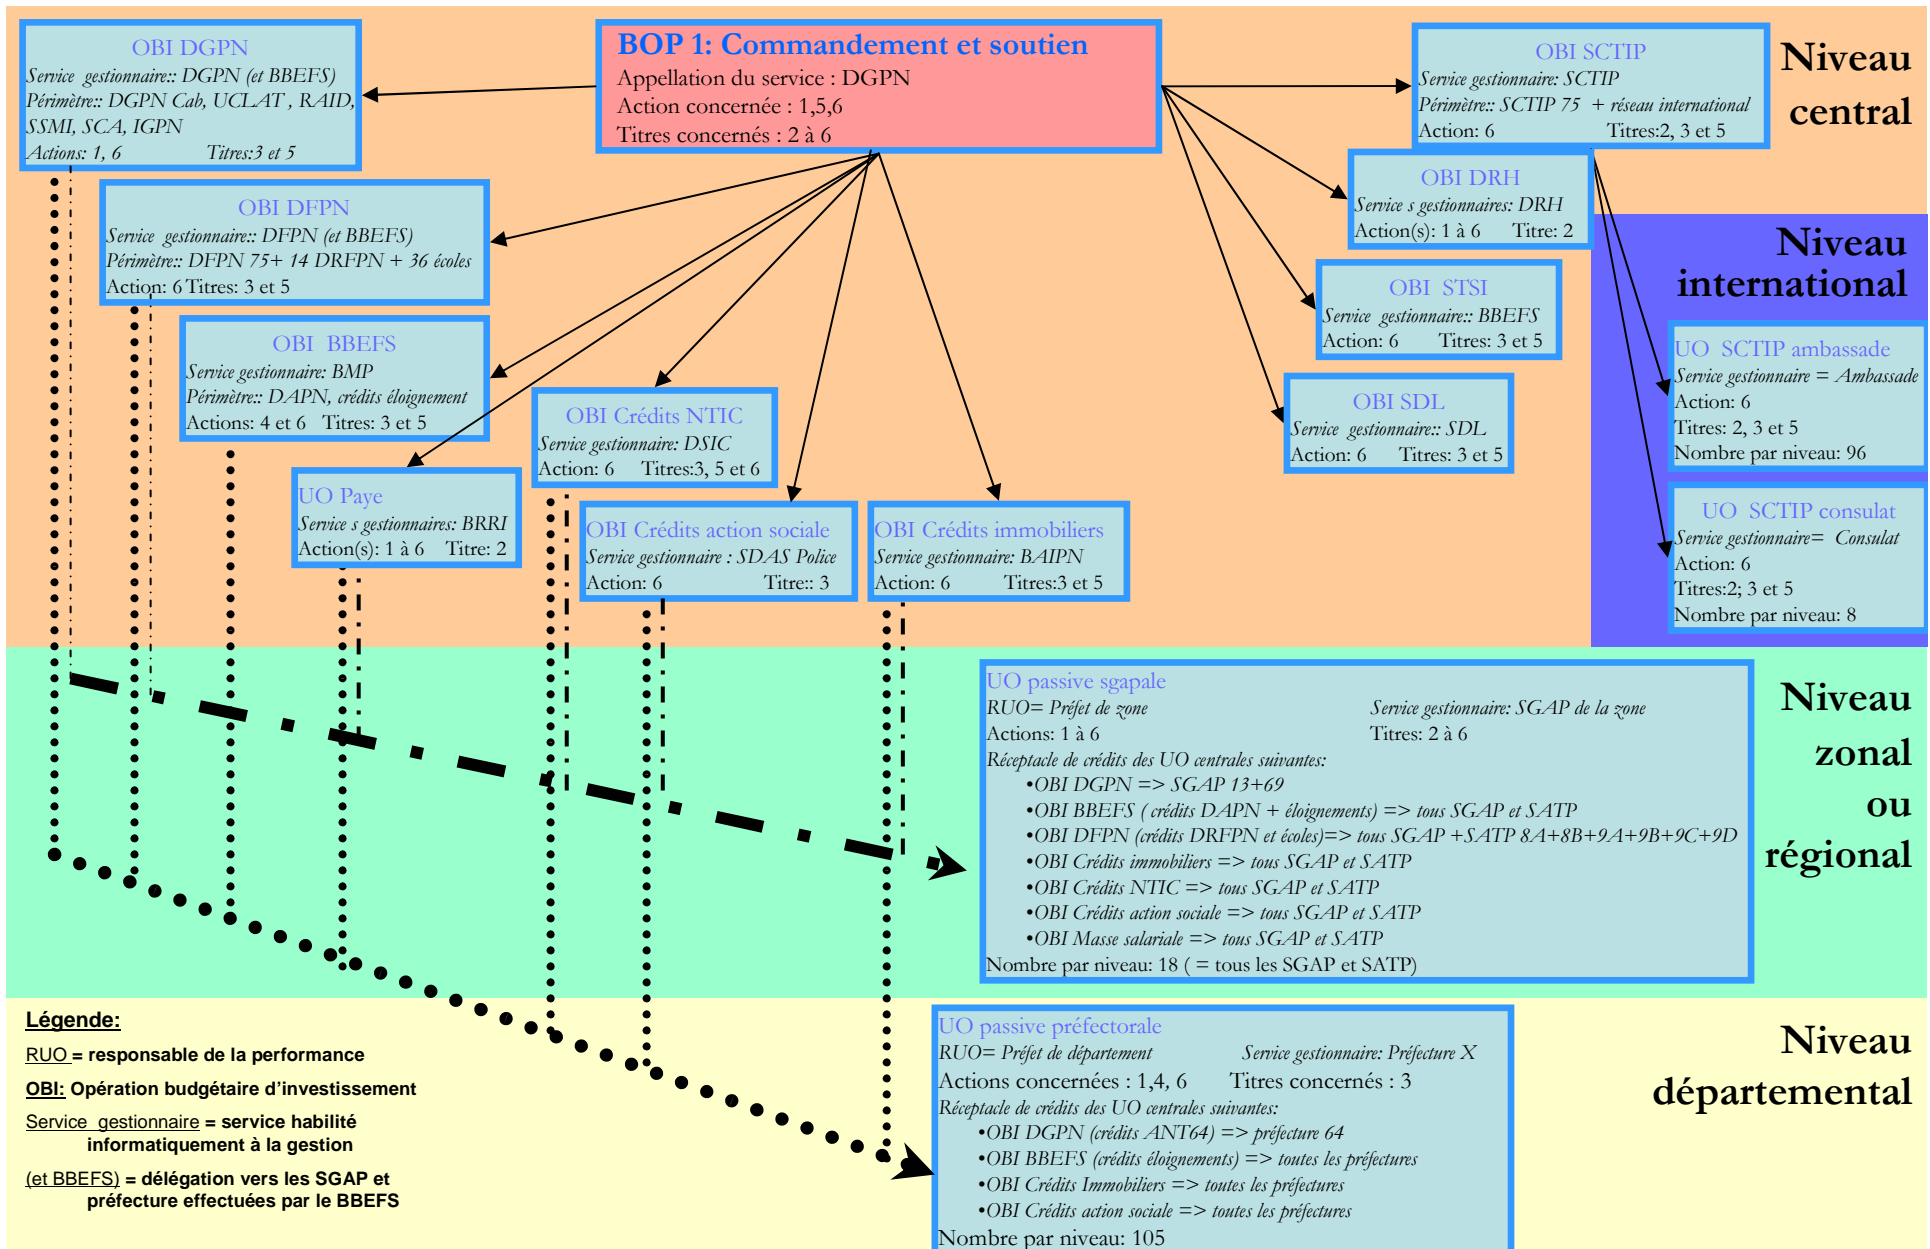 OBI DGPN
Service gestionnaire:: DGPN (et BBEFS)
Périmètre:: DGPN Cab, UCLAT , RAID,
SSMI, SCA, IGPN
Actions: 1, 6 Titres:3 et 5
BOP 1: Commandement et soutien
Appellation du service : DGPN
Action concernée : 1,5,6
Titres concernés : 2 à 6
OBI SCTIP
Service gestionnaire: SCTIP
Périmètre:: SCTIP 75 + réseau international
Action: 6 Titres:2, 3 et 5
Niveau
central
OBI DFPN
Service gestionnaire:: DFPN (et BBEFS)
Périmètre:: DFPN 75+ 14 DRFPN + 36 écoles
Action: 6 Titres: 3 et 5
OBI DRH
Service s gestionnaires: DRH
Action(s): 1 à 6 Titre: 2
Niveau
international
OBI STSI
Service gestionnaire:: BBEFS
Action: 6 Titres: 3 et 5
OBI BBEFS
Service gestionnaire: BMP
Périmètre:: DAPN, crédits éloignement
Actions: 4 et 6 Titres: 3 et 5
OBI Crédits NTIC
Service gestionnaire: DSIC
Action: 6 Titres:3, 5 et 6
OBI SDL
Service gestionnaire:: SDL
Action: 6 Titres: 3 et 5
UO SCTIP ambassade
Service gestionnaire = Ambassade
Action: 6
Titres: 2, 3 et 5
Nombre par niveau: 96
UO Paye
Service s gestionnaires: BRRI
Action(s): 1 à 6 Titre: 2
OBI Crédits action sociale
Service gestionnaire : SDAS Police
Action: 6 Titre:: 3
OBI Crédits immobiliers
Service gestionnaire: BAIPN
Action: 6 Titres:3 et 5
UO SCTIP consulat
Service gestionnaire= Consulat
Action: 6
Titres:2; 3 et 5
Nombre par niveau: 8
UO passive sgapale
RUO= Préfet de zone Service gestionnaire: SGAP de la zone
Actions: 1 à 6 Titres: 2 à 6
Réceptacle de crédits des UO centrales suivantes:
•OBI DGPN => SGAP 13+69
•OBI BBEFS ( crédits DAPN + éloignements) => tous SGAP et SATP
•OBI DFPN (crédits DRFPN et écoles)=> tous SGAP +SATP 8A+8B+9A+9B+9C+9D
•OBI Crédits immobiliers => tous SGAP et SATP
•OBI Crédits NTIC => tous SGAP et SATP
•OBI Crédits action sociale => tous SGAP et SATP
•OBI Masse salariale => tous SGAP et SATP
Nombre par niveau: 18 ( = tous les SGAP et SATP)
Niveau
zonal
ou
régional
Légende:
RUO = responsable de la performance
OBI: Opération budgétaire d'investissement
Service gestionnaire = service habilité
informatiquement à la gestion
(et BBEFS) = délégation vers les SGAP et
préfecture effectuées par le BBEFS
UO passive préfectorale
RUO= Préfet de département Service gestionnaire: Préfecture X
Actions concernées : 1,4, 6 Titres concernés : 3
Réceptacle de crédits des UO centrales suivantes:
•OBI DGPN (crédits ANT64) => préfecture 64
•OBI BBEFS (crédits éloignements) => toutes les préfectures
•OBI Crédits Immobiliers => toutes les préfectures
•OBI Crédits action sociale => toutes les préfectures
Nombre par niveau: 105
Niveau
départemental